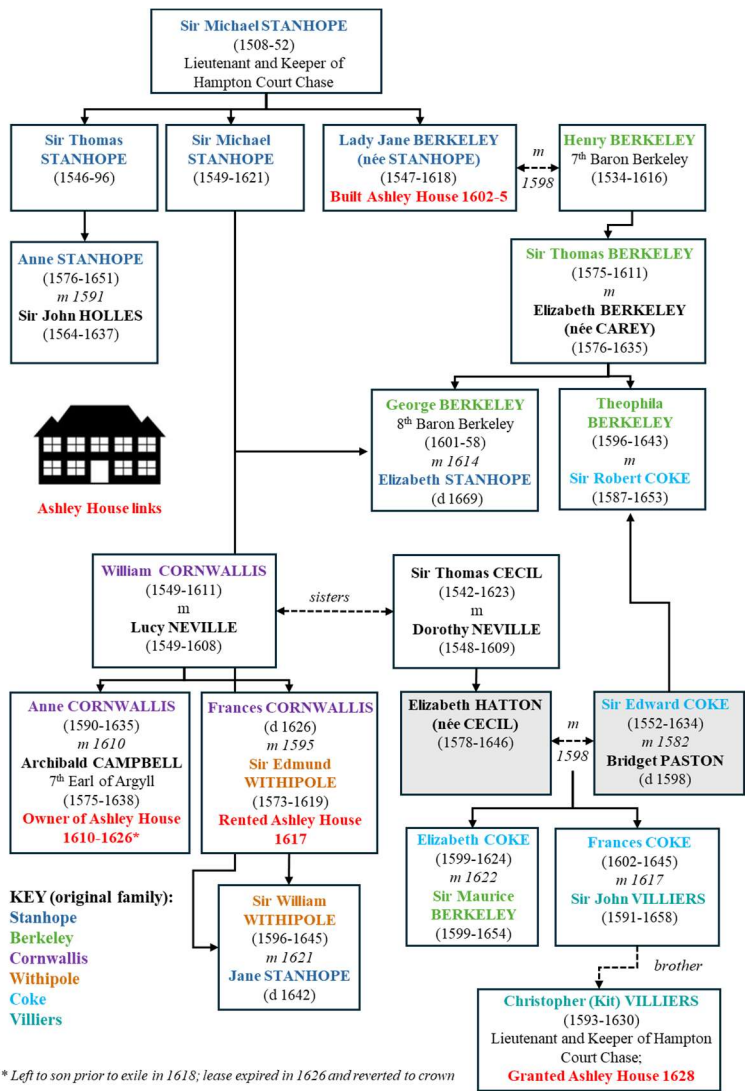 Sir Michael STANHOPE
(1508-52)
Lieutenant and Keeper of
Hampton Court Chase
Sir Thomas
STANHOPE
(1546-96)
Sir Michael
STANHOPE
(1549-1621)
Lady Jane BERKELEY
(née STANHOPE)
(1547-1618)
Built Ashley House 1602-5
m
1598
Henry BERKELEY
7th Baron Berkeley
(1534-1616)
Anne STANHOPE
(1576-1651)
m 1591
Sir John HOLLES
(1564-1637)
Sir Thomas BERKELEY
(1575-1611)
m
Elizabeth BERKELEY
(née CAREY)
(1576-1635)
Ashley House links
George BERKELEY
8th Baron Berkeley
(1601-58)
m 1614
Elizabeth STANHOPE
(d 1669)
Theophila
BERKELEY
(1596-1643)
m
Sir Robert COKE
(1587-1653)
William CORNWALLIS
(1549-1611)
m
Lucy NEVILLE
(1549-1608)
sisters
Sir Thomas CECIL
(1542-1623)
m
Dorothy NEVILLE
(1548-1609)
Anne CORNWALLIS
(1590-1635)
m 1610
Archibald CAMPBELL
7th Earl of Argyll
(1575-1638)
Owner of Ashley House
1610-1626*
Frances CORNWALLIS
(d 1626)
m 1595
Sir Edmund
WITHIPOLE
(1573-1619)
Rented Ashley House
1617
Elizabeth HATTON
(née CECIL)
(1578-1646)
m
1598
Sir Edward COKE
(1552-1634)
m 1582
Bridget PASTON
(d 1598)
Elizabeth COKE
(1599-1624)
m 1622
Sir Maurice
BERKELEY
(1599-1654)
Frances COKE
(1602-1645)
m 1617
Sir John VILLIERS
(1591-1658)
KEY (original family):
Stanhope
Berkeley
Cornwallis
Withipole
Coke
Villiers
Sir William
WITHIPOLE
(1596-1645)
m 1621
Jane STANHOPE
(d 1642)
brother
Christopher (Kit) VILLIERS
(1593-1630)
Lieutenant and Keeper of Hampton
Court Chase;
Granted Ashley House 1628
* Left to son prior to exile in 1618; lease expired in 1626 and reverted to crown